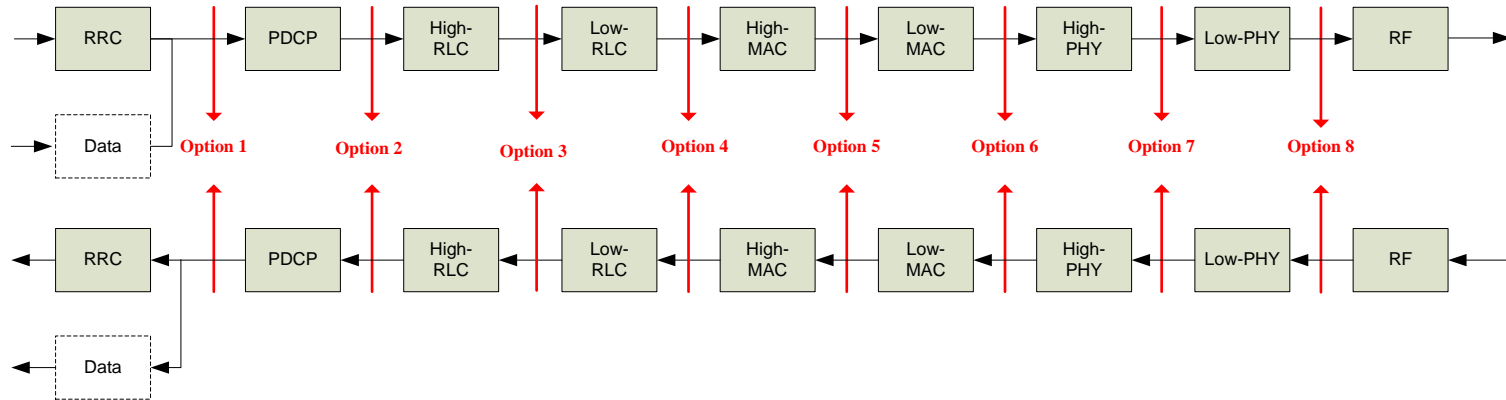 RRC
PDCP
High-
RLC
Low-
RLC
High-
MAC
Low-
MAC
High-
PHY
Low-PHY
RF
Data
Option 1
Option 2
Option 3
Option 4
Option 5
Option 6
Option 7
Option 8
RRC
PDCP
High-
RLC
Low-
RLC
High-
MAC
Low-
MAC
High-
PHY
Low-PHY
RF
Data